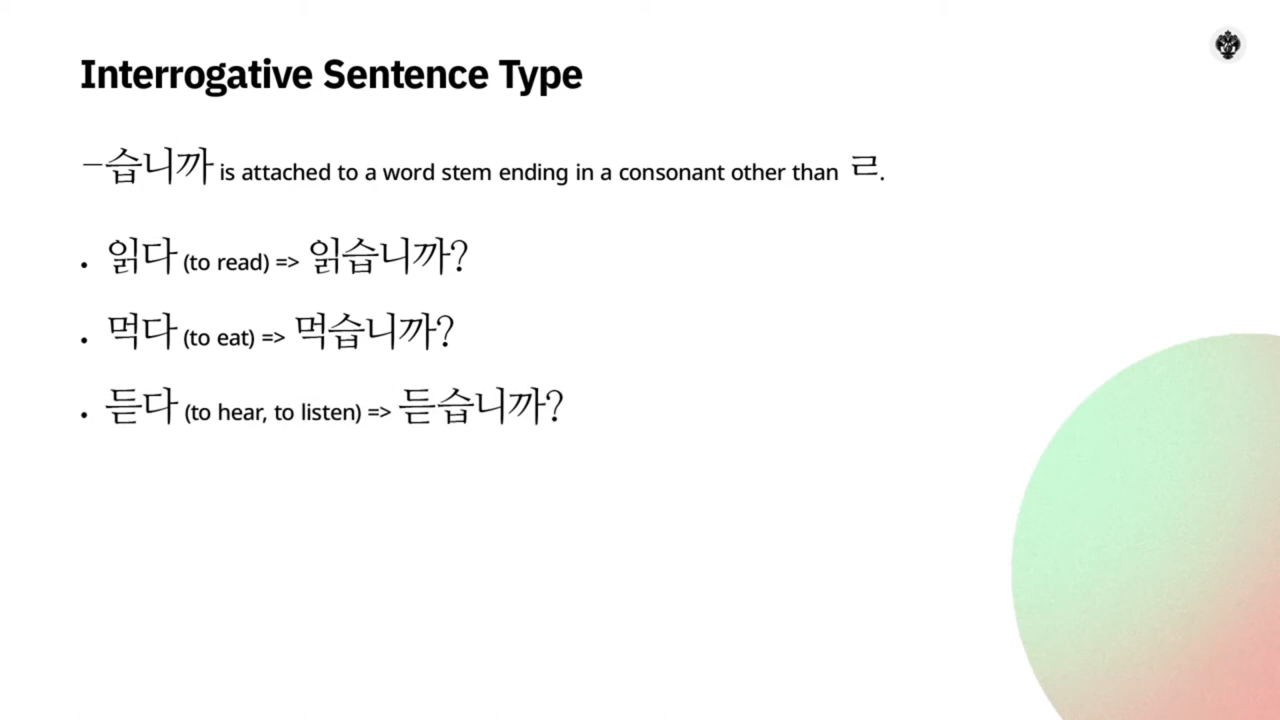 Interrogative Sentence Type
–습니까 is attached to a word stem ending in a consonant other than ㄹ.
• 읽다 (to read) => 읽습니까?
• 먹다 (to eat) => 먹습니까?
• 듣다 (to hear, to listen) => 듣습니까?